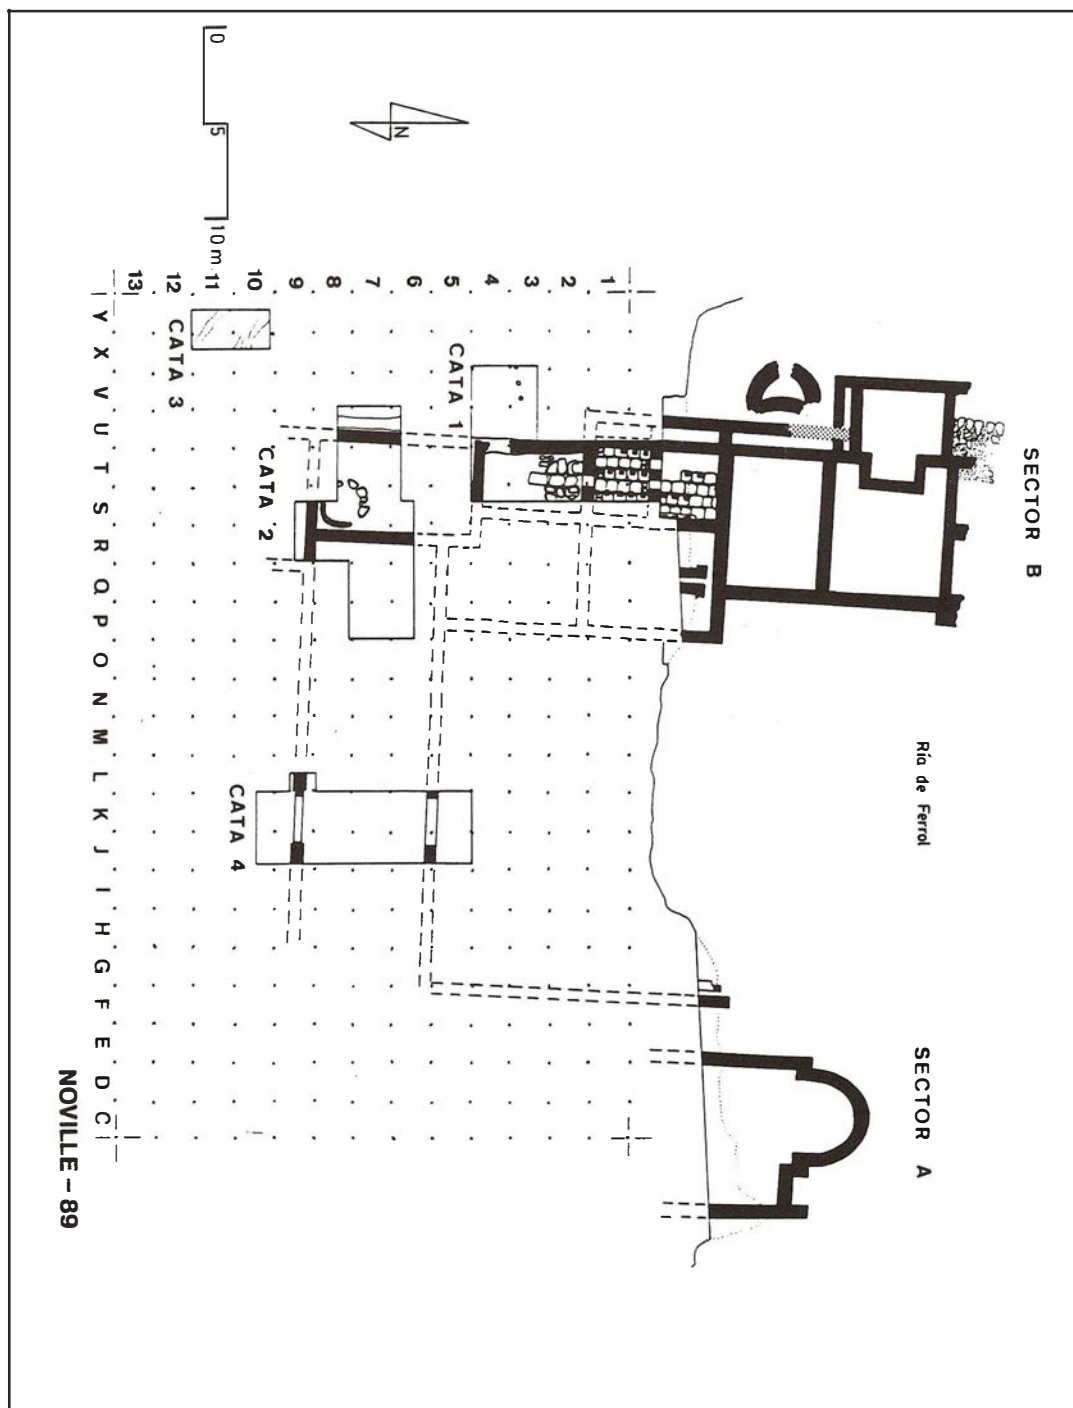 0
5
10 m.
N
SECTOR B
Ría de Ferrol
SECTOR A
13 12 11 10 9 8 7 6 5 4 3 2 1
CATA 1
CATA 2
CATA 3
CATA 4
Y X V U T S R Q P O N M L K J I H G F E D C
NOVILLE – 89